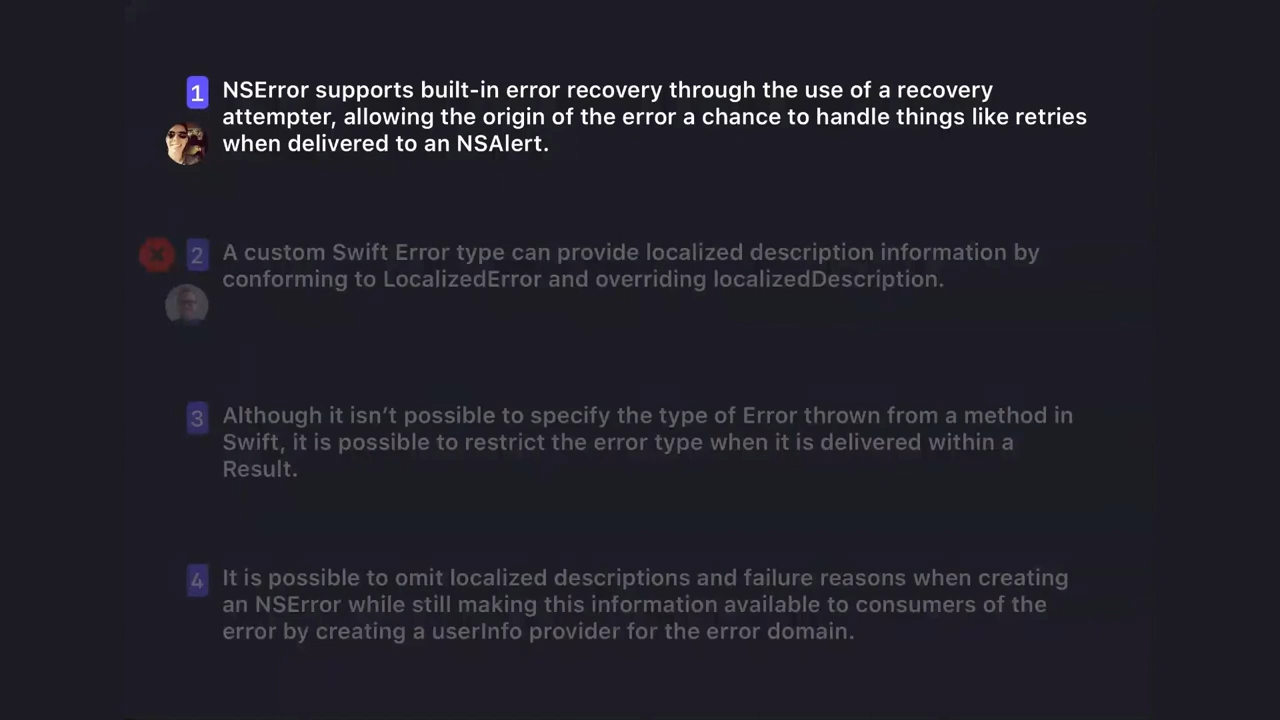 1
NSError supports built-in error recovery through the use of a recovery
attempter, allowing the origin of the error a chance to handle things like retries
when delivered to an NSAlert.
2
A custom Swift Error type can provide localized description information by
conforming to LocalizedError and overriding localizedDescription.
3
Although it isn’t possible to specify the type of Error thrown from a method in
Swift, it is possible to restrict the error type when it is delivered within a
Result.
4
It is possible to omit localized descriptions and failure reasons when creating
an NSError while still making this information available to consumers of the
error by creating a userInfo provider for the error domain.